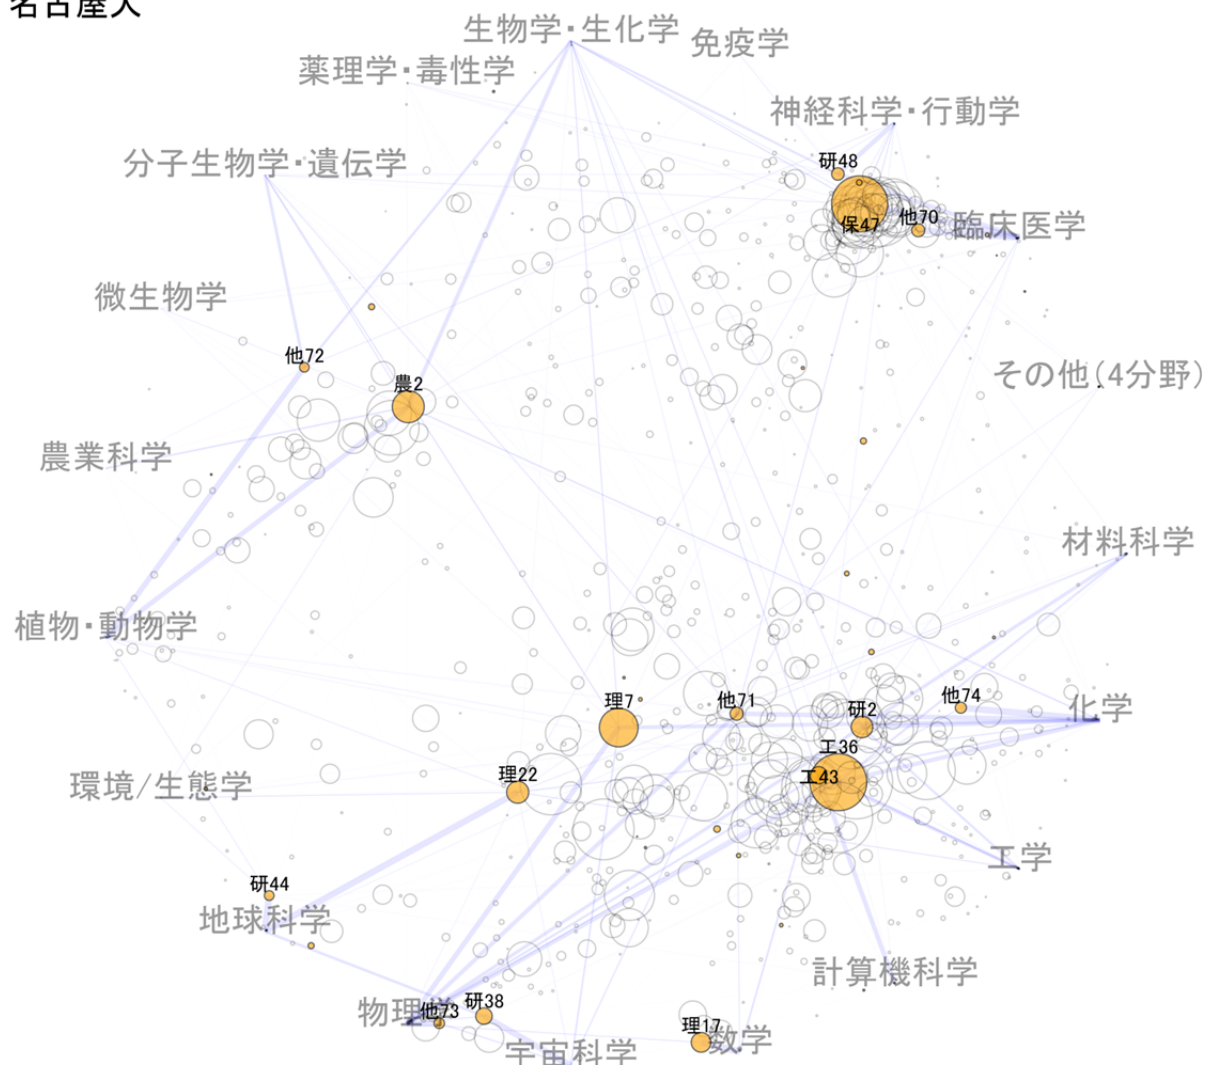 名古屋大
生物学・生化学
免疫学
薬理学・毒性学
神経科学・行動学
分子生物学・遺伝学
研48
保47
他70
臨床医学
微生物学
他72
農2
その他(4分野)
農業科学
材料科学
植物・動物学
理7
他71
研2
他74
化学
工36
工43
理22
環境/生態学
工学
研44
地球科学
計算機科学
物理学
他73
研38
理17
数学
宇宙科学